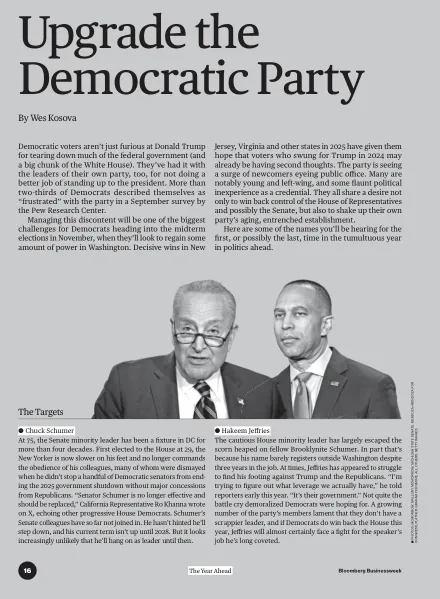 Upgrade the
Democratic Party
By Wes Kosova
Democratic voters aren't just furious at Donald Trump
for tearing down much of the federal government (and
a big chunk of the White House). They've had it with
the leaders of their own party, too, for not doing a
better job of standing up to the president. More than
two-thirds of Democrats described themselves as
"frustrated" with the party in a September survey by
the Pew Research Center.
Managing this discontent will be one of the biggest
challenges for Democrats heading into the midterm
elections in November, when they'll look to regain some
amount of power in Washington. Decisive wins in New
Jersey, Virginia and other states in 2025 have given them
hope that voters who swung for Trump in 2024 may
already be having second thoughts. The party is seeing
a surge of newcomers eyeing public office. Many are
notably young and left-wing, and some flaunt political
inexperience as a credential. They all share a desire not
only to win back control of the House of Representatives
and possibly the Senate, but also to shake up their own
party's aging, entrenched establishment.
Here are some of the names you'll be hearing for the
first, or possibly the last, time in the tumultuous year
in politics ahead.
The Targets
● Chuck Schumer
At 75, the Senate minority leader has been a fixture in DC for
more than four decades. First elected to the House at 29, the
New Yorker is now slower on his feet and no longer commands
the obedience of his colleagues, many of whom were dismayed
when he didn't stop a handful of Democratic senators from end-
ing the 2025 government shutdown without major concessions
from Republicans. "Senator Schumer is no longer effective and
should be replaced," California Representative Ro Khanna wrote
on X, echoing other progressive House Democrats. Schumer's
Senate colleagues have so far not joined in. He hasn't hinted he'll
step down, and his current term isn't up until 2028. But it looks
increasingly unlikely that he'll hang on as leader until then.
● Hakeem Jeffries
The cautious House minority leader has largely escaped the
scorn heaped on fellow Brooklynite Schumer. In part that's
because his name barely registers outside Washington despite
three years in the job. At times, Jeffries has appeared to struggle
to find his footing against Trump and the Republicans. "I'm
trying to figure out what leverage we actually have," he told
reporters early this year. "It's their government." Not quite the
battle cry demoralized Democrats were hoping for. A growing
number of the party's members lament that they don't have a
scrappier leader, and if Democrats do win back the House this
year, Jeffries will almost certainly face a fight for the speaker's
job he's long coveted.
16
The Year Ahead
Bloomberg Businessweek